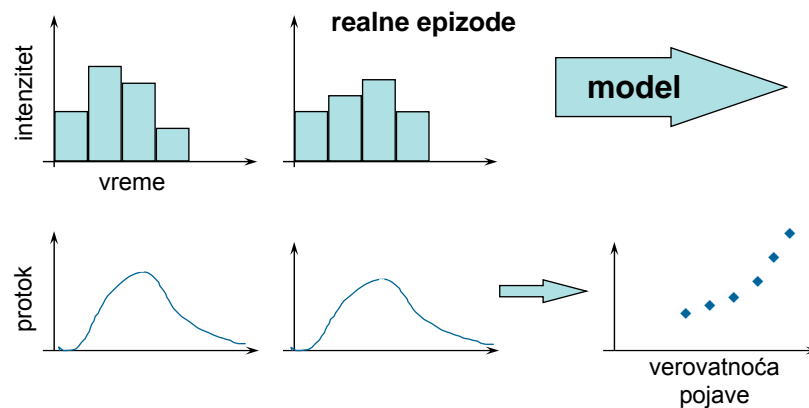 realne epizode
intenzitet
model
vreme
protok
verovatnoća
pojave